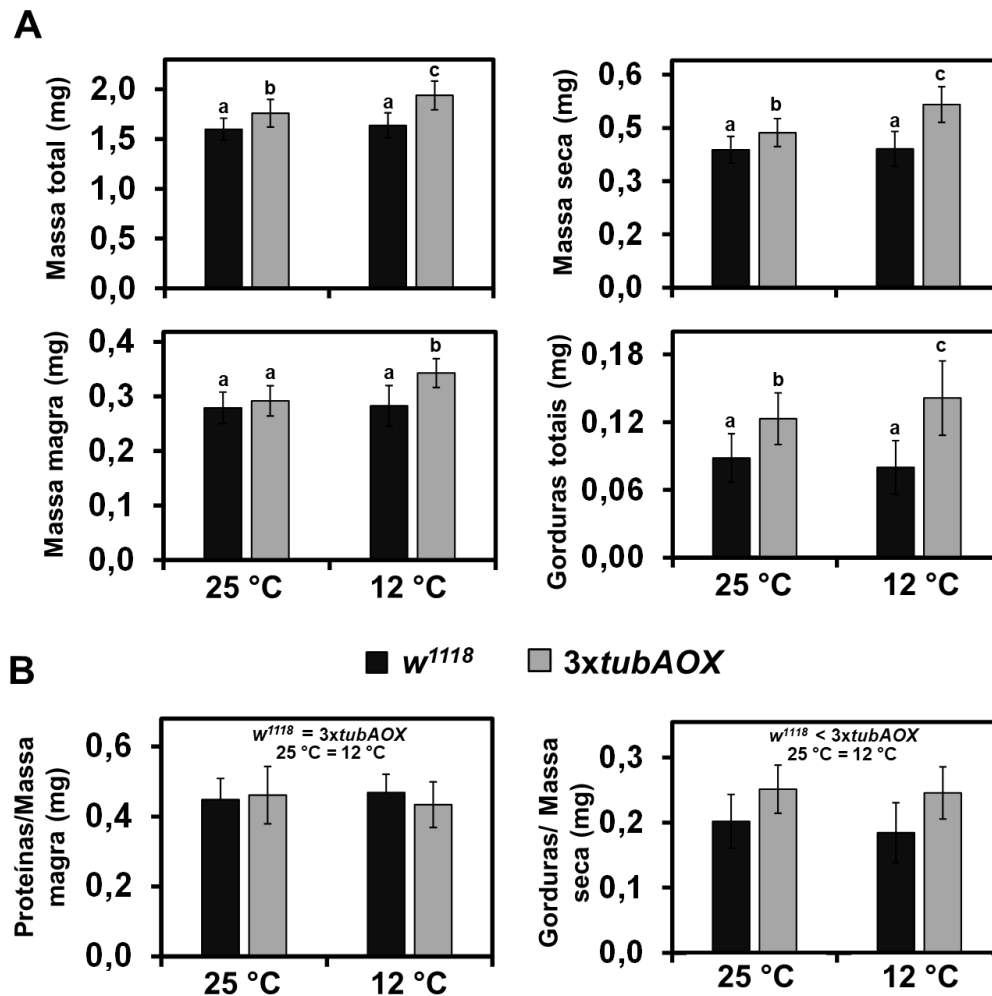 A
Massa total (mg)
2,0
1,5
1,0
0,5
0,0
a
b
a
c
Massa seca (mg)
0,6
0,5
0,3
0,2
0,0
a
b
a
c
Massa magra (mg)
0,4
0,3
0,2
0,1
0,0
a
a
a
b
25 °C
12 °C
Gorduras totais (mg)
0,18
0,12
0,06
0,00
a
b
a
c
25 °C
12 °C
w¹¹¹⁸
3xtubAOX
B
Proteínas/Massa
magra (mg)
0,6
0,4
0,2
0,0
w¹¹¹⁸ = 3xtubAOX
25 °C = 12 °C
25 °C
12 °C
Gorduras/ Massa
seca (mg)
0,3
0,2
0,1
0,0
w¹¹¹⁸ < 3xtubAOX
25 °C = 12 °C
25 °C
12 °C